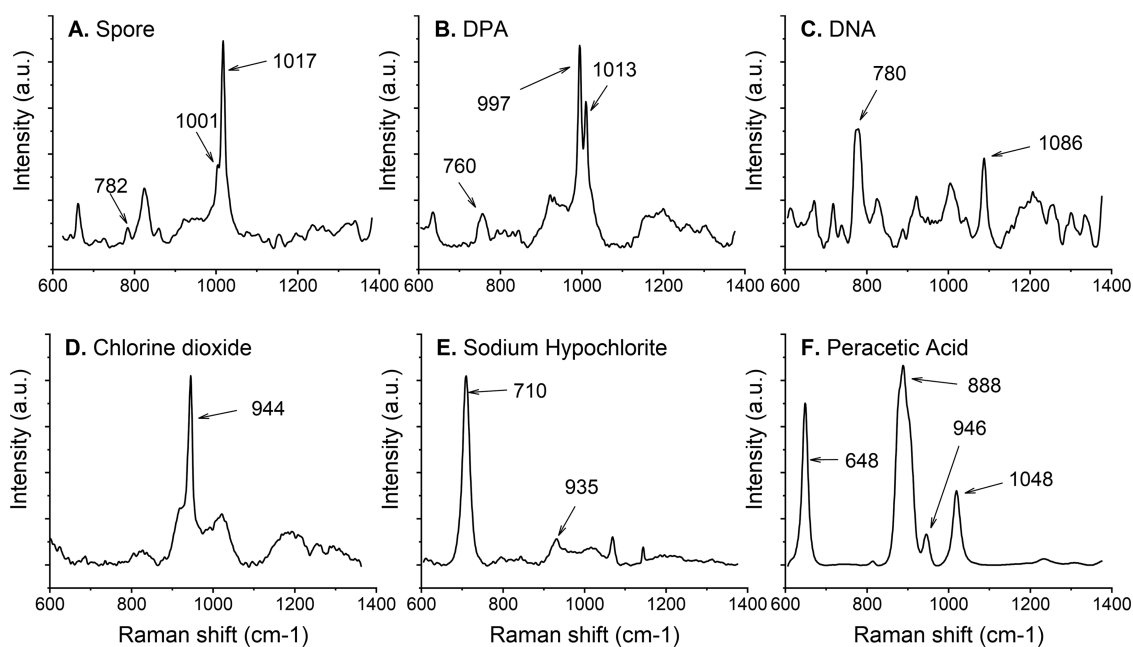 A. Spore
B. DPA
C. DNA
Intensity (a.u.)
Intensity (a.u.)
Intensity (a.u.)
1017
1001
782
997
1013
760
780
1086
600 800 1000 1200 1400
600 800 1000 1200 1400
600 800 1000 1200 1400
D. Chlorine dioxide
E. Sodium Hypochlorite
F. Peracetic Acid
Intensity (a.u.)
Intensity (a.u.)
Intensity (a.u.)
944
710
935
888
946
648
1048
600 800 1000 1200 1400
600 800 1000 1200 1400
600 800 1000 1200 1400
Raman shift (cm-1)
Raman shift (cm-1)
Raman shift (cm-1)